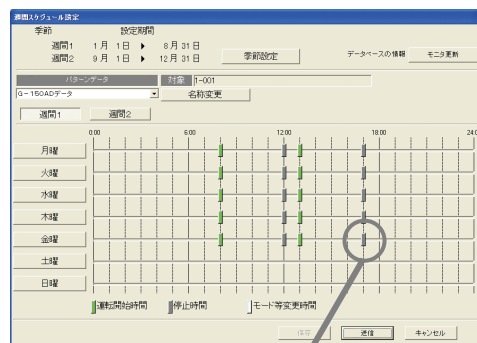 週間スケジュール設定
季節 設定期間
週間1 1月 1日 ▶ 8月 31日
週間2 9月 1日 ▶ 12月 31日
季節設定
データベースの情報 モニタ更新
パターンデータ 対象 1-001
G-150ADデータ 名称変更
週間1 週間2
0:00 6:00 12:00 18:00 24:0
月曜
火曜
水曜
木曜
金曜
土曜
日曜
運転開始時間 停止時間 モード等変更時間
保存 送信 キャンセル